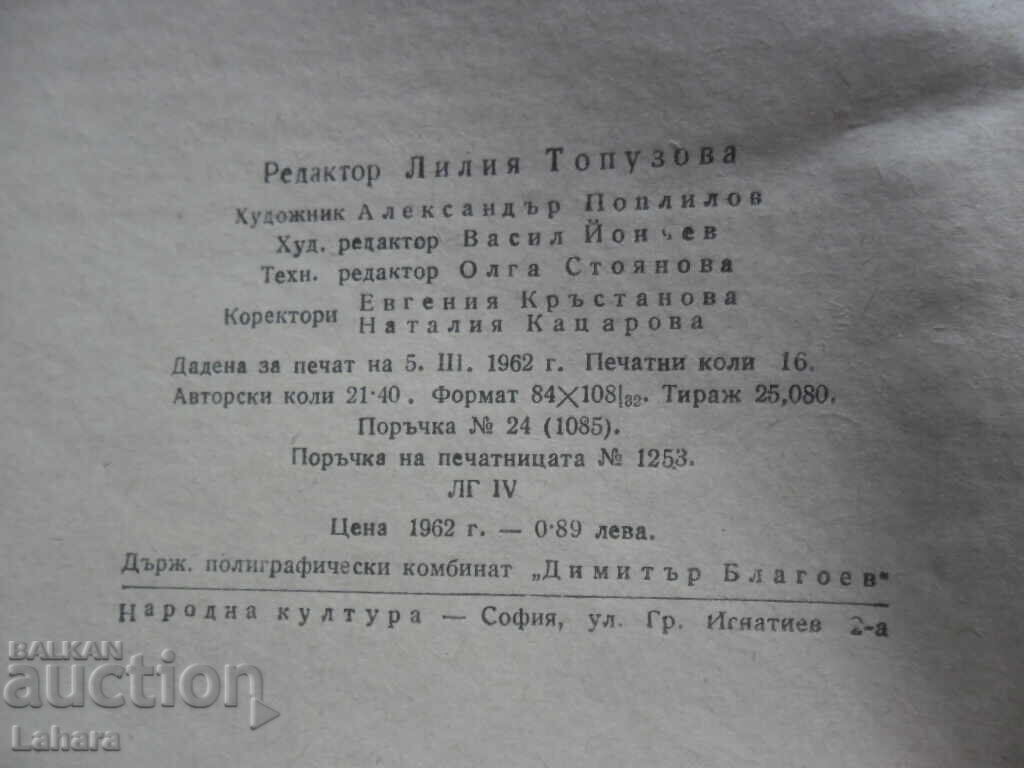 Редактор Лилия Топузова
Художник Александър Поплилов
Худ. редактор Васил Йончев
Техн. редактор Олга Стоянова
Коректори Евгения Кръстанова
Наталия Кацарова
Дадена за печат на 5. III. 1962 г. Печатни коли 16.
Авторски коли 21·40. Формат 84×108|32. Тираж 25,080.
Поръчка № 24 (1085).
Поръчка на печатницата № 1253.
ЛГ IV
Цена 1962 г. — 0·89 лева.
Държ. полиграфически комбинат „Димитър Благоев"
Народна култура — София, ул. Гр. Игнатиев 2-а
BALKAN
auction
Lahara